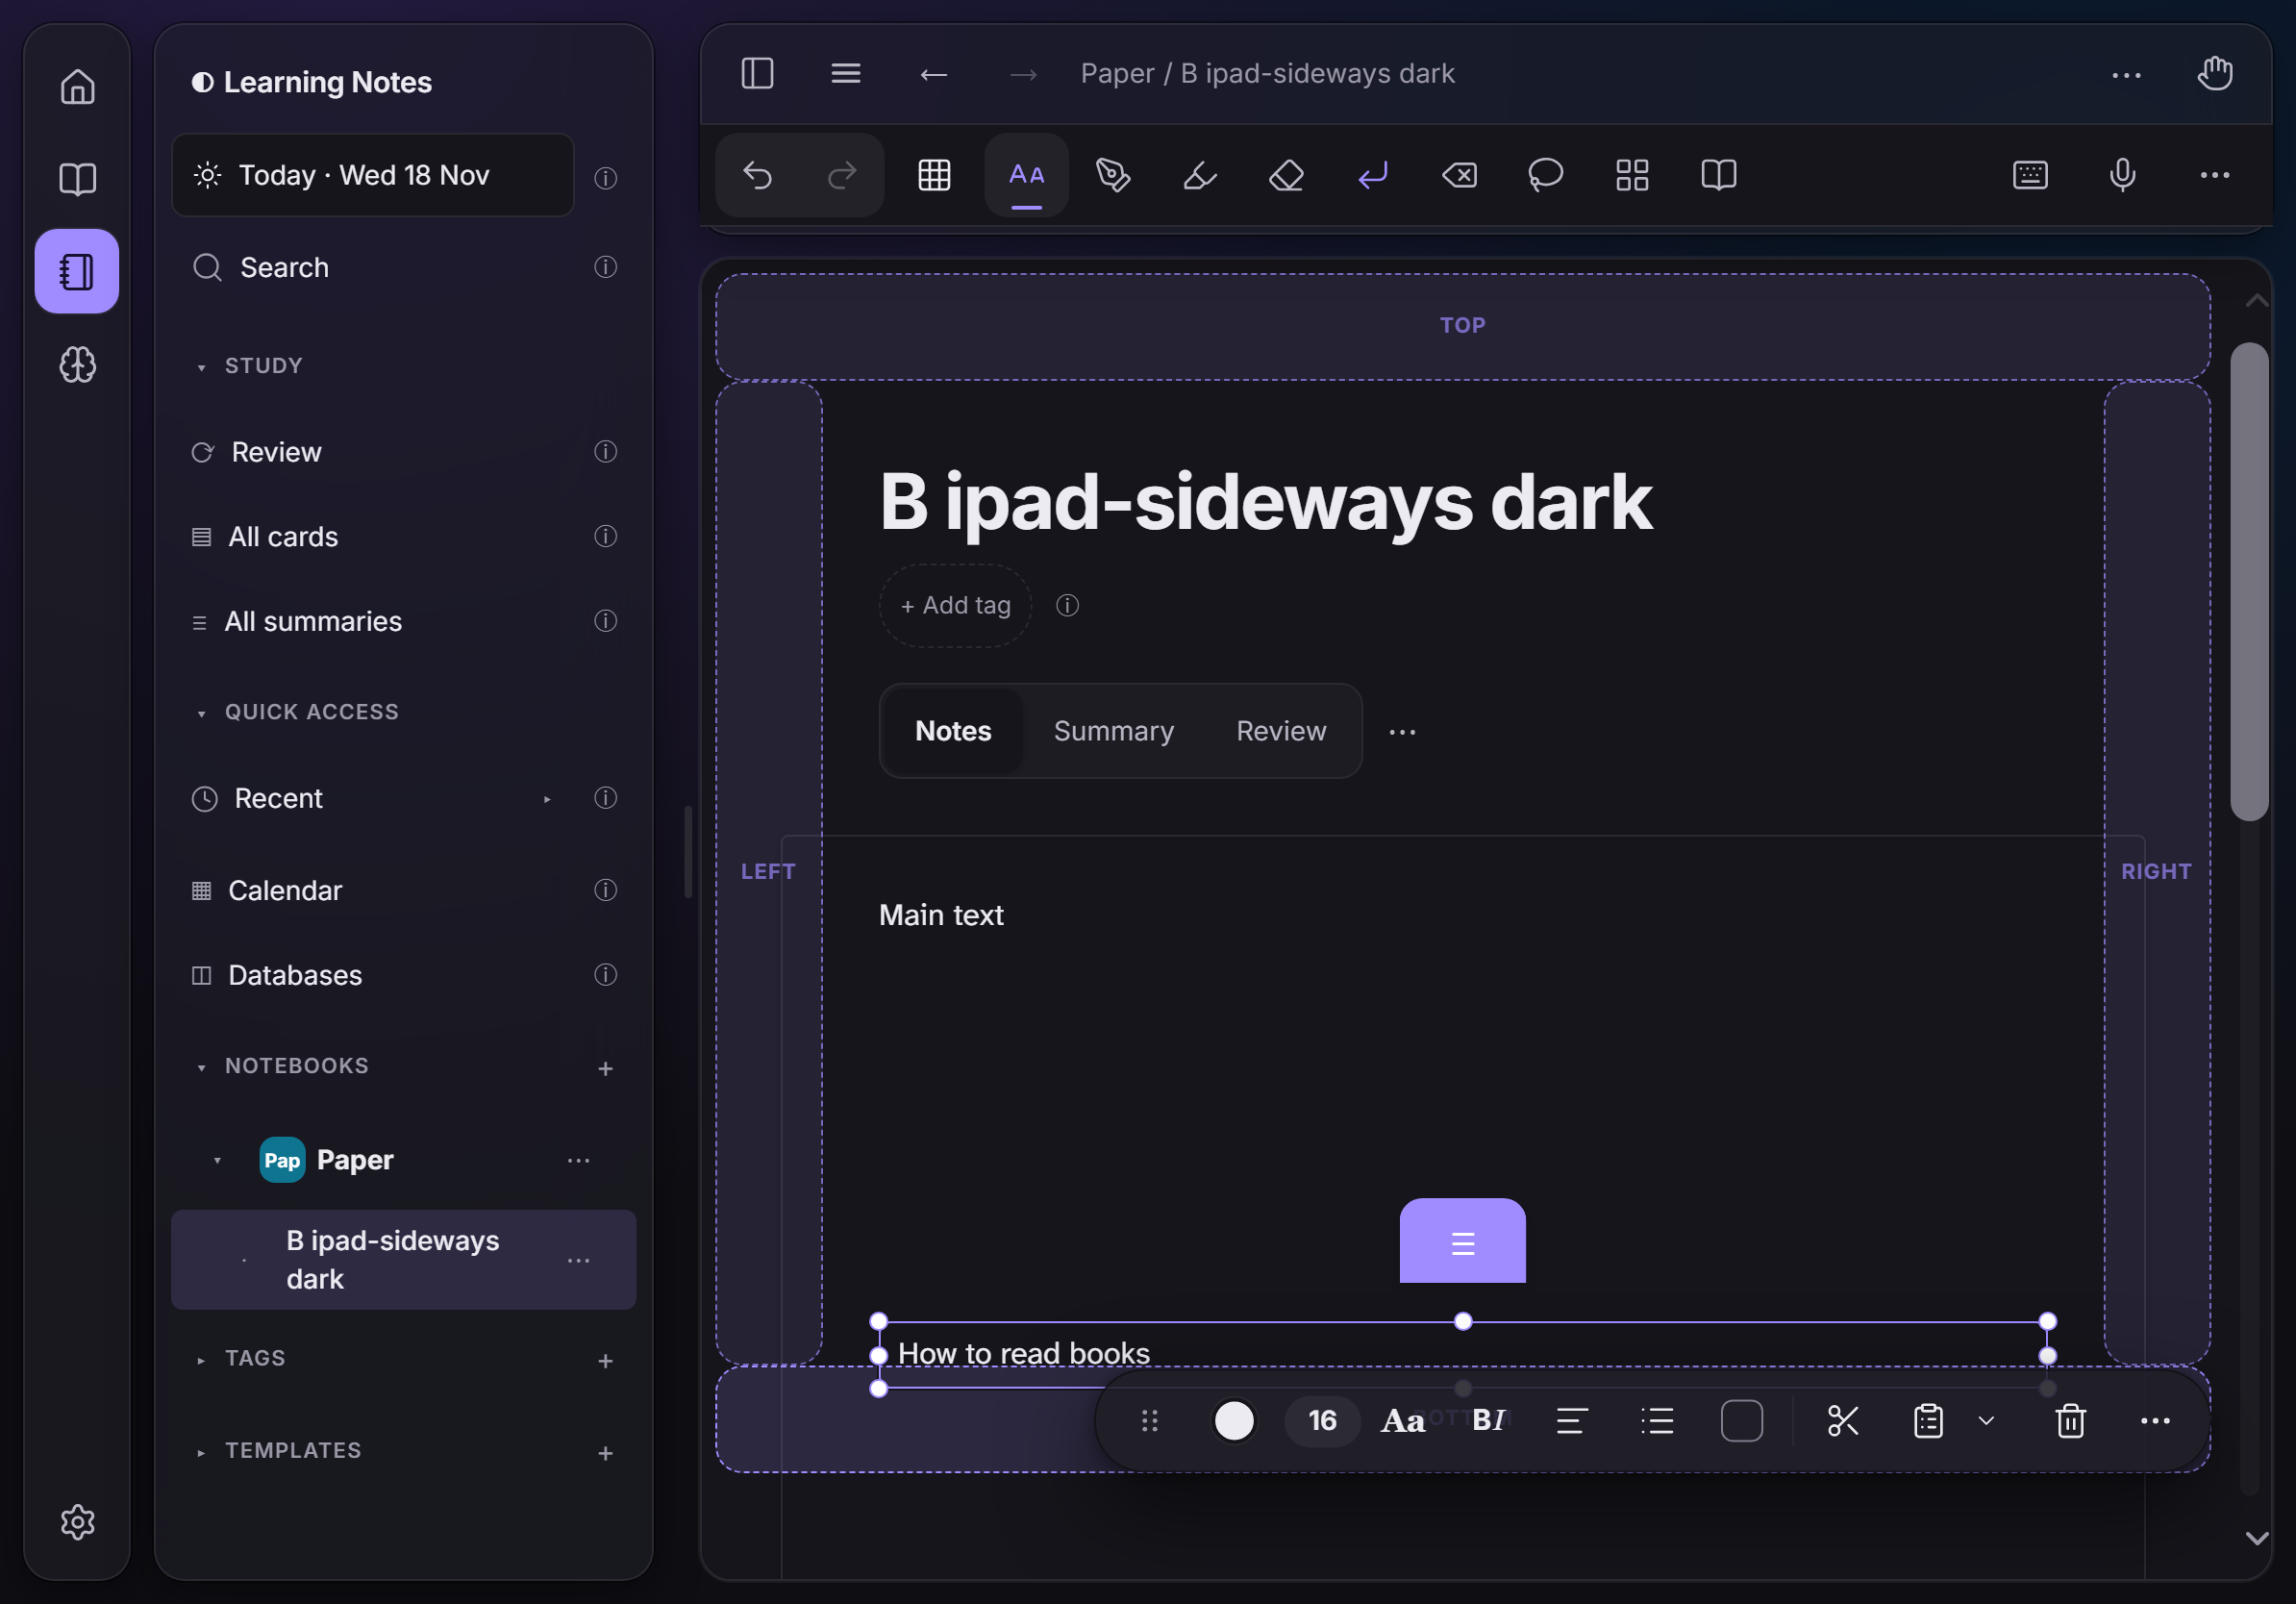 Learning Notes
Today · Wed 18 Nov
Search
STUDY
Review
All cards
All summaries
QUICK ACCESS
Recent
Calendar
Databases
NOTEBOOKS
Pap Paper
B ipad-sideways
dark
TAGS
TEMPLATES
Paper / B ipad-sideways dark
AA
TOP
B ipad-sideways dark
+ Add tag
Notes Summary Review
LEFT
RIGHT
Main text
How to read books
16 Aa BI
BOTTOM